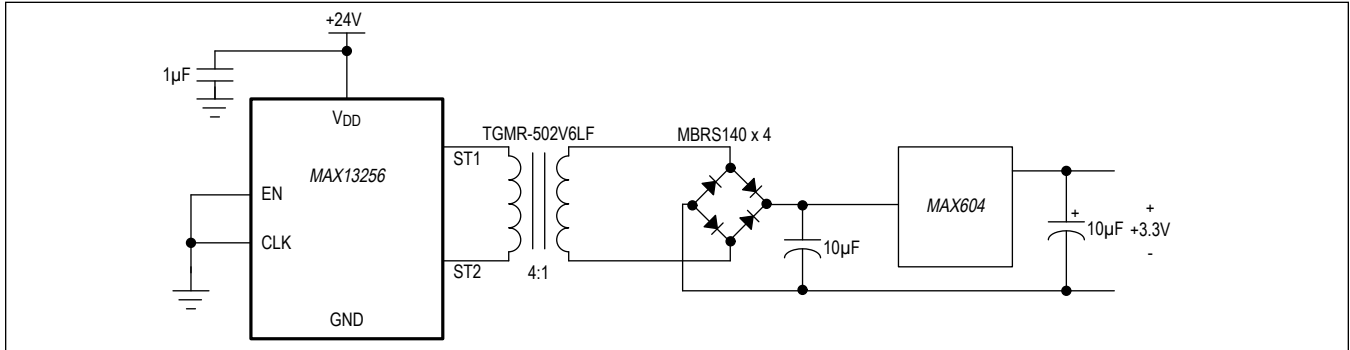 +24V
1µF
VDD
TGMR-502V6LF
MBRS140 x 4
ST1
MAX13256
EN
MAX604
+
+
10µF
+3.3V
CLK
10µF
-
ST2
4:1
GND